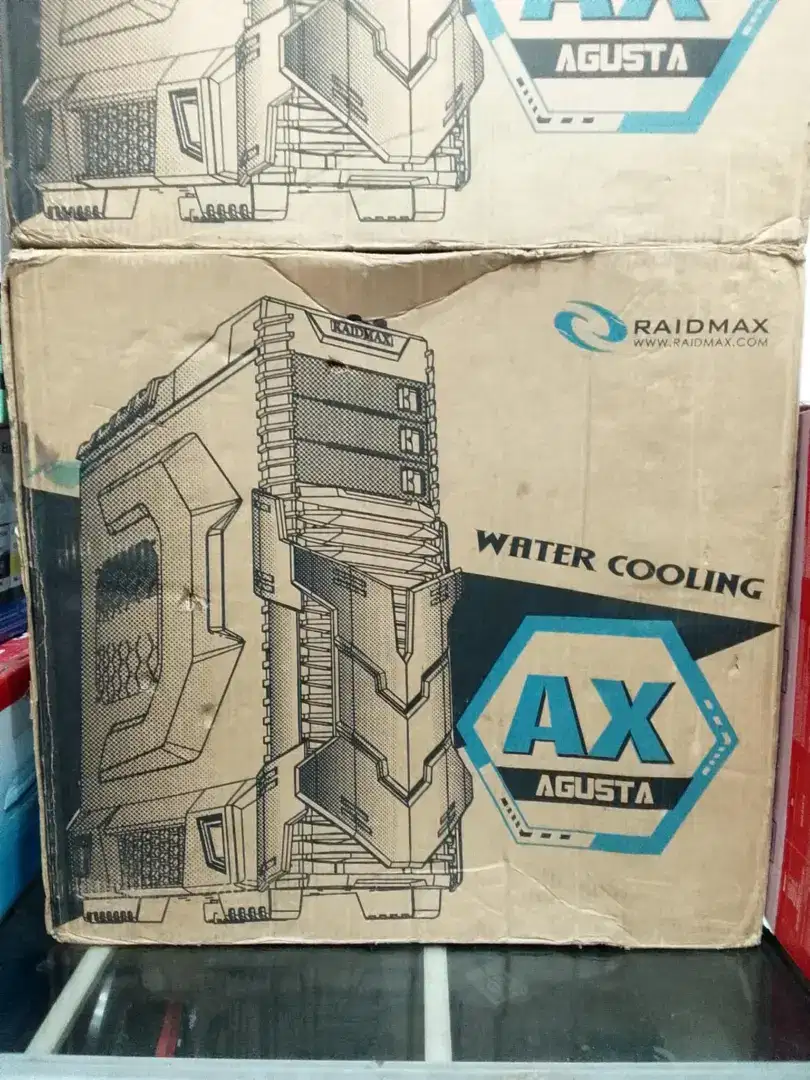 AX
AGUSTA
RAIDMAX
RAIDMAX
WWW.RAIDMAX.COM
WATER COOLING
AX
AGUSTA